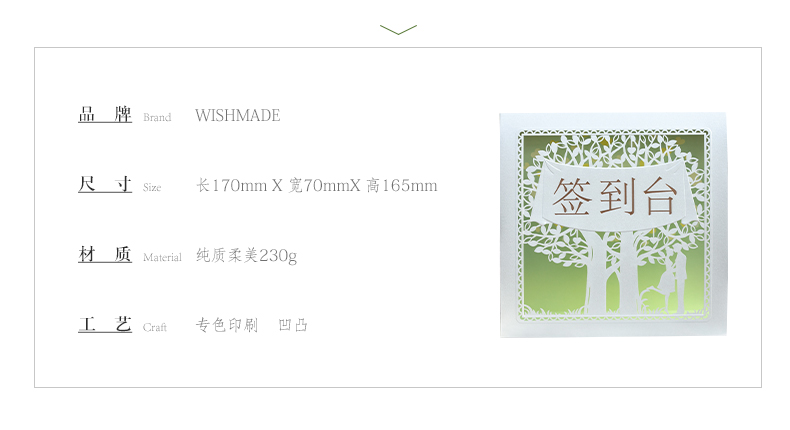 品 牌 Brand WISHMADE
尺 寸 Size 长170mm X 宽70mmX 高165mm
签到台
材 质 Material 纯质柔美230g
工 艺 Craft 专色印刷 凹凸